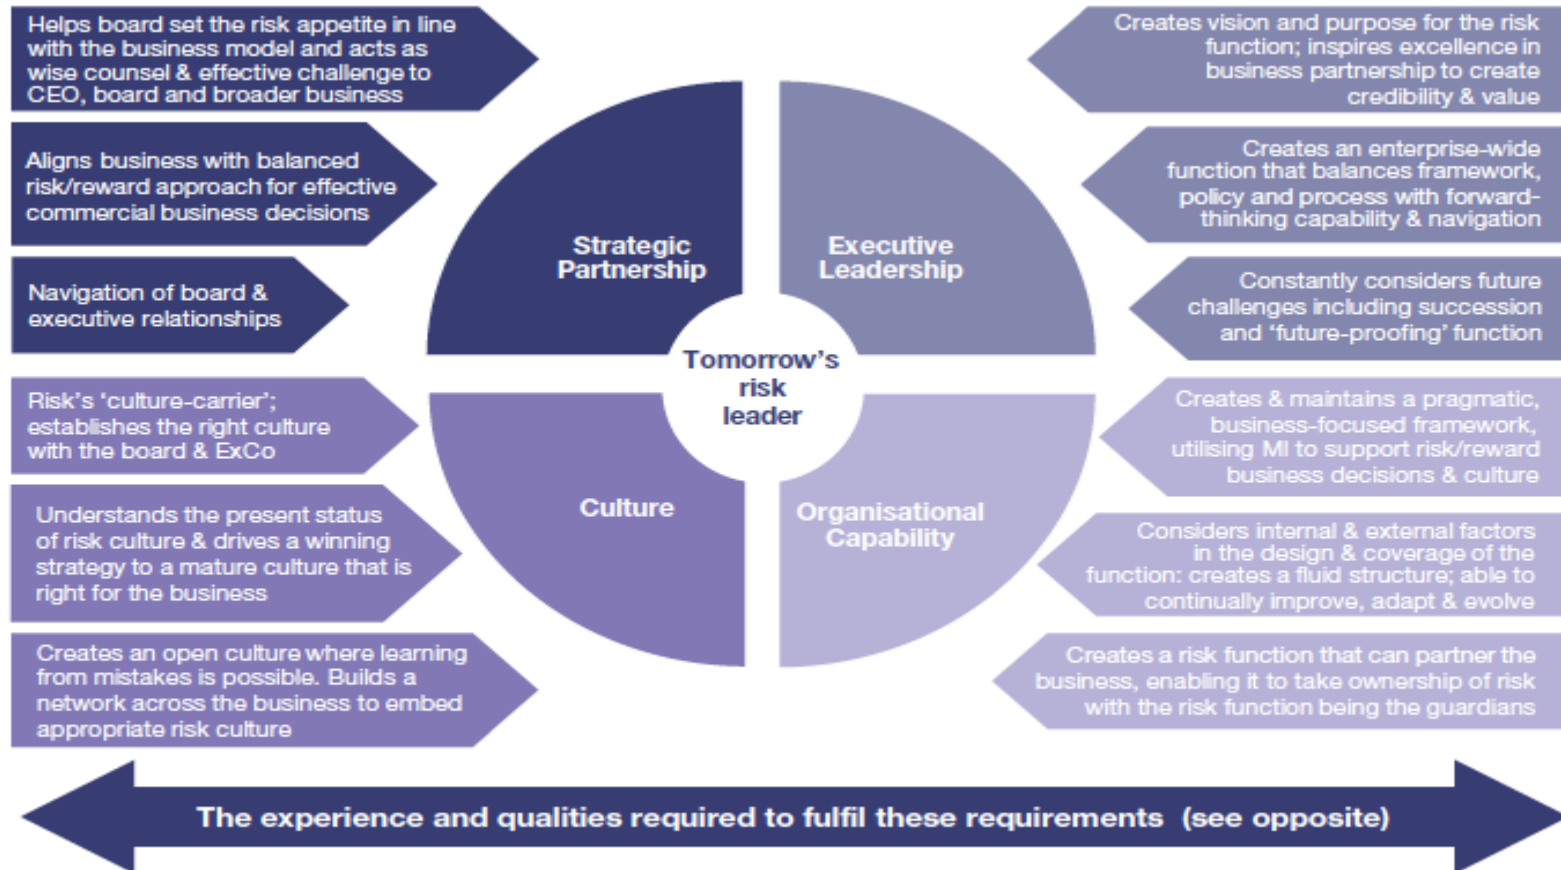 Helps board set the risk appetite in line
with the business model and acts as
wise counsel & effective challenge to
CEO, board and broader business
Aligns business with balanced
risk/reward approach for effective
commercial business decisions
Navigation of board &
executive relationships
Risk's 'culture-carrier';
establishes the right culture
with the board & ExCo
Understands the present status
of risk culture & drives a winning
strategy to a mature culture that is
right for the business
Creates an open culture where learning
from mistakes is possible. Builds a
network across the business to embed
appropriate risk culture
Strategic
Partnership
Executive
Leadership
Tomorrow's
risk
leader
Culture
Organisational
Capability
Creates vision and purpose for the risk
function; inspires excellence in
business partnership to create
credibility & value
Creates an enterprise-wide
function that balances framework,
policy and process with forward-
thinking capability & navigation
Constantly considers future
challenges including succession
and 'future-proofing' function
Creates & maintains a pragmatic,
business-focused framework,
utilising MI to support risk/reward
business decisions & culture
Considers internal & external factors
in the design & coverage of the
function: creates a fluid structure; able to
continually improve, adapt & evolve
Creates a risk function that can partner the
business, enabling it to take ownership of risk
with the risk function being the guardians
The experience and qualities required to fulfil these requirements (see opposite)